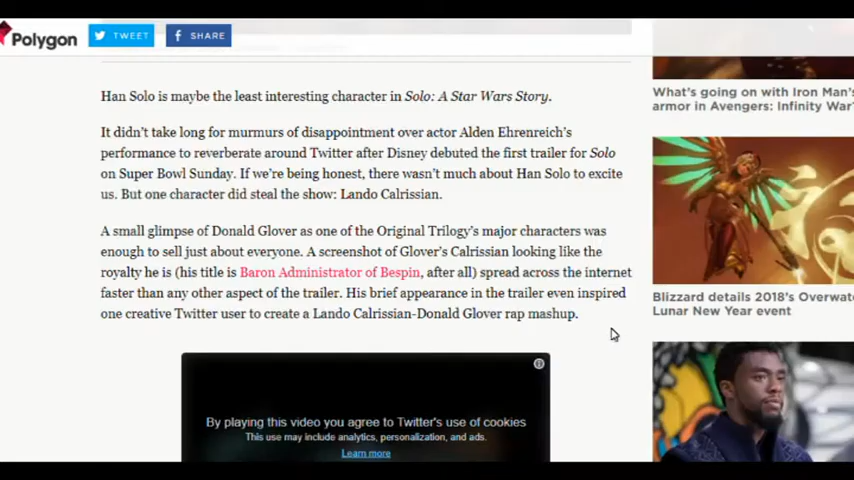 Polygon
TWEET
SHARE
Han Solo is maybe the least interesting character in Solo: A Star Wars Story.
It didn't take long for murmurs of disappointment over actor Alden Ehrenreich's
performance to reverberate around Twitter after Disney debuted the first trailer for Solo
on Super Bowl Sunday. If we're being honest, there wasn't much about Han Solo to excite
us. But one character did steal the show: Lando Calrissian.
A small glimpse of Donald Glover as one of the Original Trilogy's major characters was
enough to sell just about everyone. A screenshot of Glover's Calrissian looking like the
royalty he is (his title is Baron Administrator of Bespin, after all) spread across the internet
faster than any other aspect of the trailer. His brief appearance in the trailer even inspired
one creative Twitter user to create a Lando Calrissian-Donald Glover rap mashup.
By playing this video you agree to Twitter's use of cookies
This use may include analytics, personalization, and ads.
Learn more
What's going on with Iron Man's
armor in Avengers: Infinity War?
Blizzard details 2018's Overwatc
Lunar New Year event